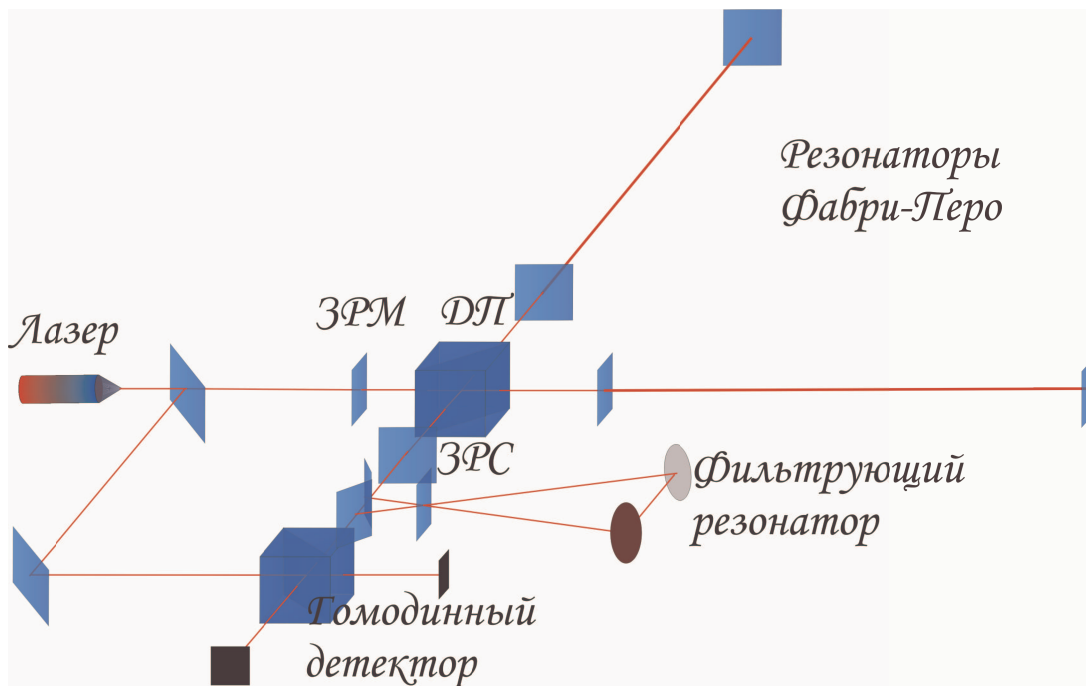 Резонаторы
Фабри-Перо
ЗРМ
ДП
Лазер
ЗРС
Фильтрующий
резонатор
Гомодинный
детектор